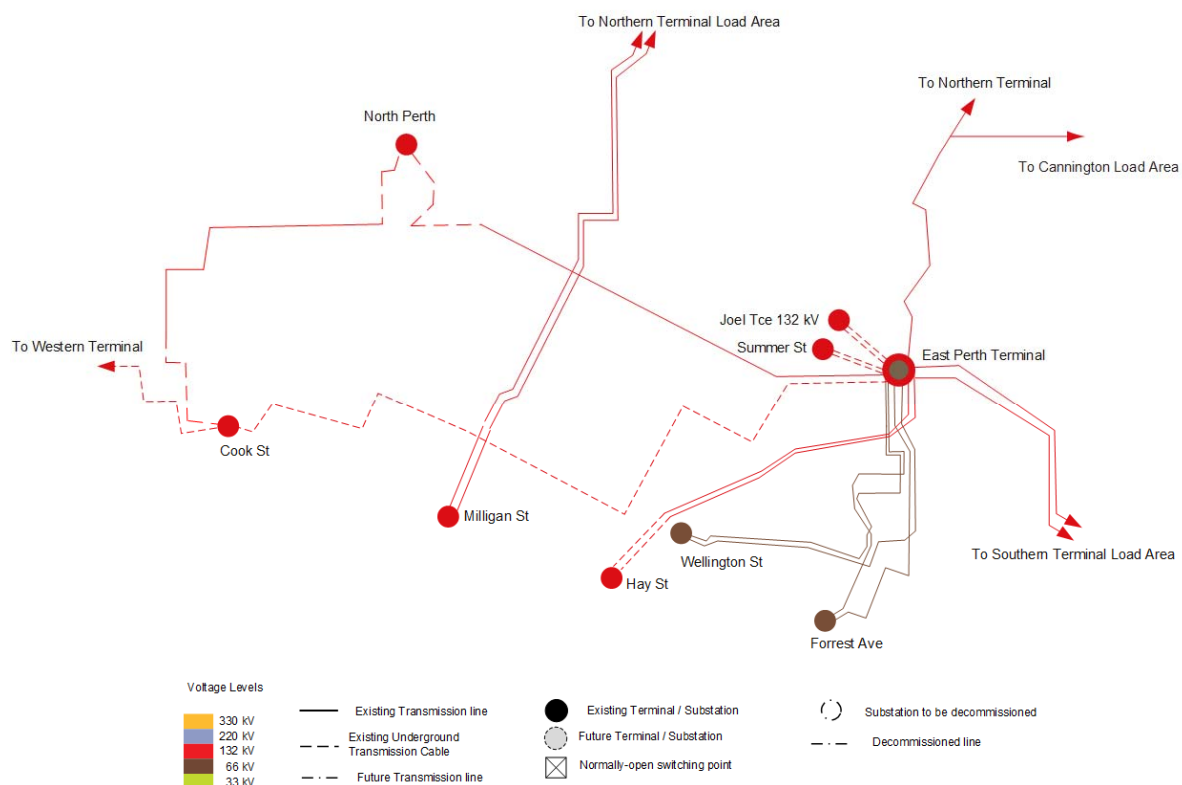 To Northern Terminal Load Area
To Northern Terminal
North Perth
To Cannington Load Area
Joel Tce 132 kV
To Western Terminal
Summer St
East Perth Terminal
Cook St
Milligan St
To Southern Terminal Load Area
Wellington St
Hay St
Forrest Ave
Voltage Levels
330 kV
220 kV
132 kV
66 kV
33 kV
Existing Transmission line
Existing Underground
Transmission Cable
Future Transmission line
Existing Terminal / Substation
Future Terminal / Substation
Normally-open switching point
Substation to be decommissioned
Decommissioned line